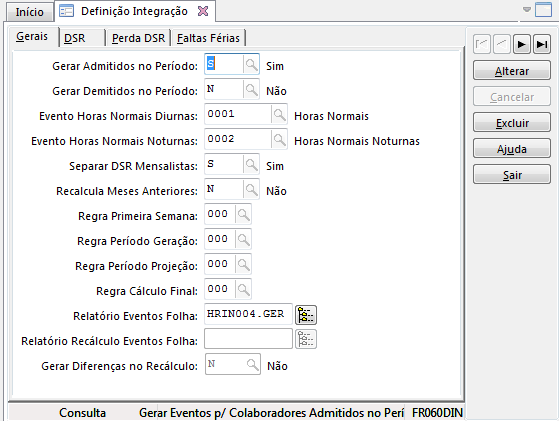 Início Definição Integração
Gerais DSR Perda DSR Faltas Férias
Gerar Admitidos no Período: S Sim
Gerar Demitidos no Período: N Não
Evento Horas Normais Diurnas: 0001 Horas Normais
Evento Horas Normais Noturnas: 0002 Horas Normais Noturnas
Separar DSR Mensalistas: S Sim
Recalcula Meses Anteriores: N Não
Regra Primeira Semana: 000
Regra Período Geração: 000
Regra Período Projeção: 000
Regra Cálculo Final: 000
Relatório Eventos Folha: HRIN004.GER
Relatório Recálculo Eventos Folha:
Gerar Diferenças no Recálculo: N Não
Alterar
Cancelar
Excluir
Ajuda
Sair
Consulta Gerar Eventos p/ Colaboradores Admitidos no Perí FR060DIN